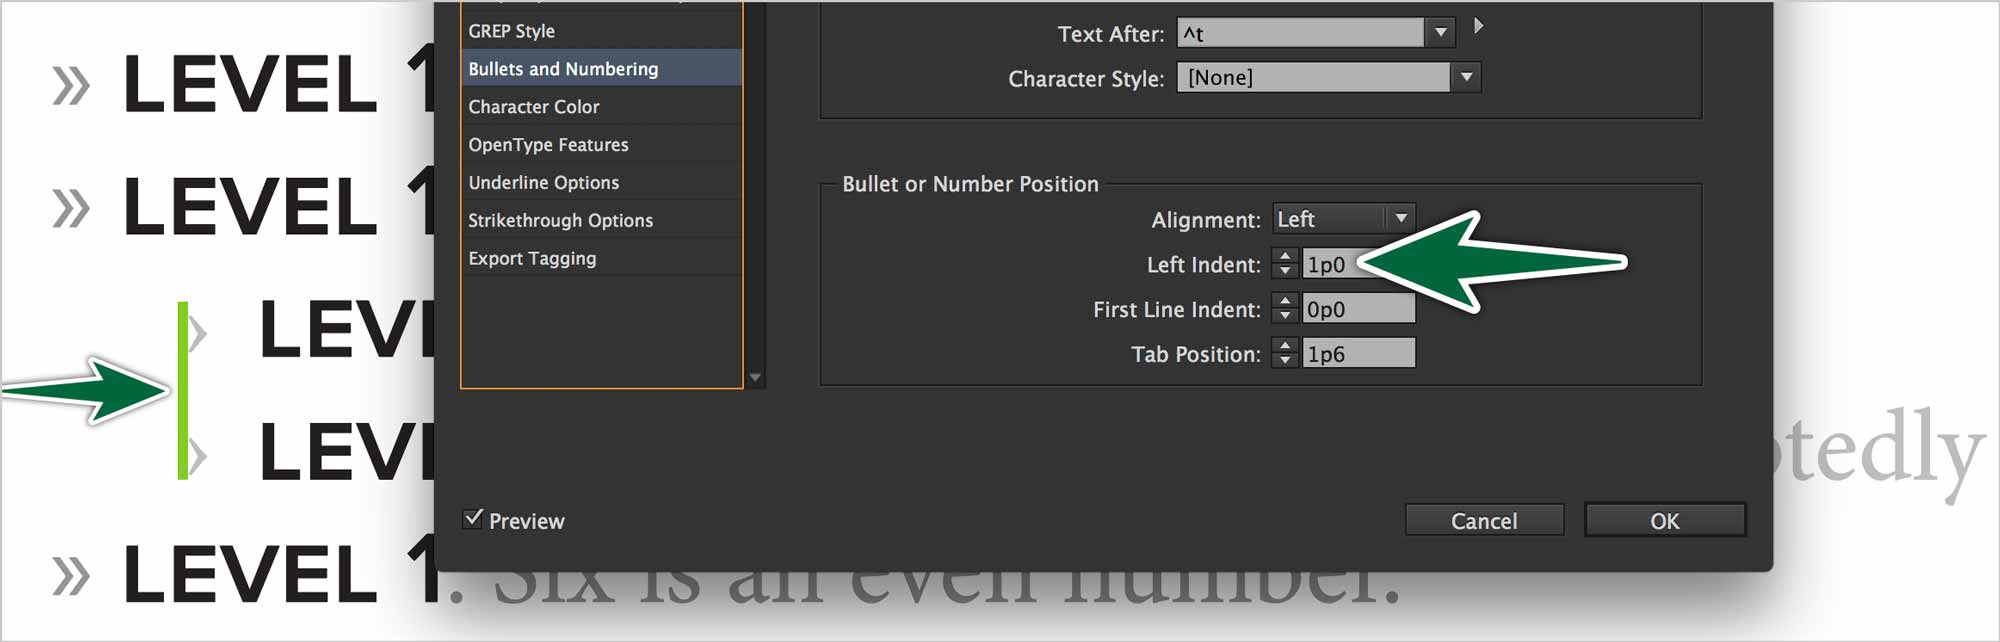 » LEVEL 1
» LEVEL 1
› LEV
› LEV
» LEVEL 1. Six is an even number.
tedly
GREP Style
Bullets and Numbering
Character Color
OpenType Features
Underline Options
Strikethrough Options
Export Tagging
Text After: ^t
Character Style: [None]
Bullet or Number Position
Alignment: Left
Left Indent: 1p0
First Line Indent: 0p0
Tab Position: 1p6
Preview
Cancel
OK